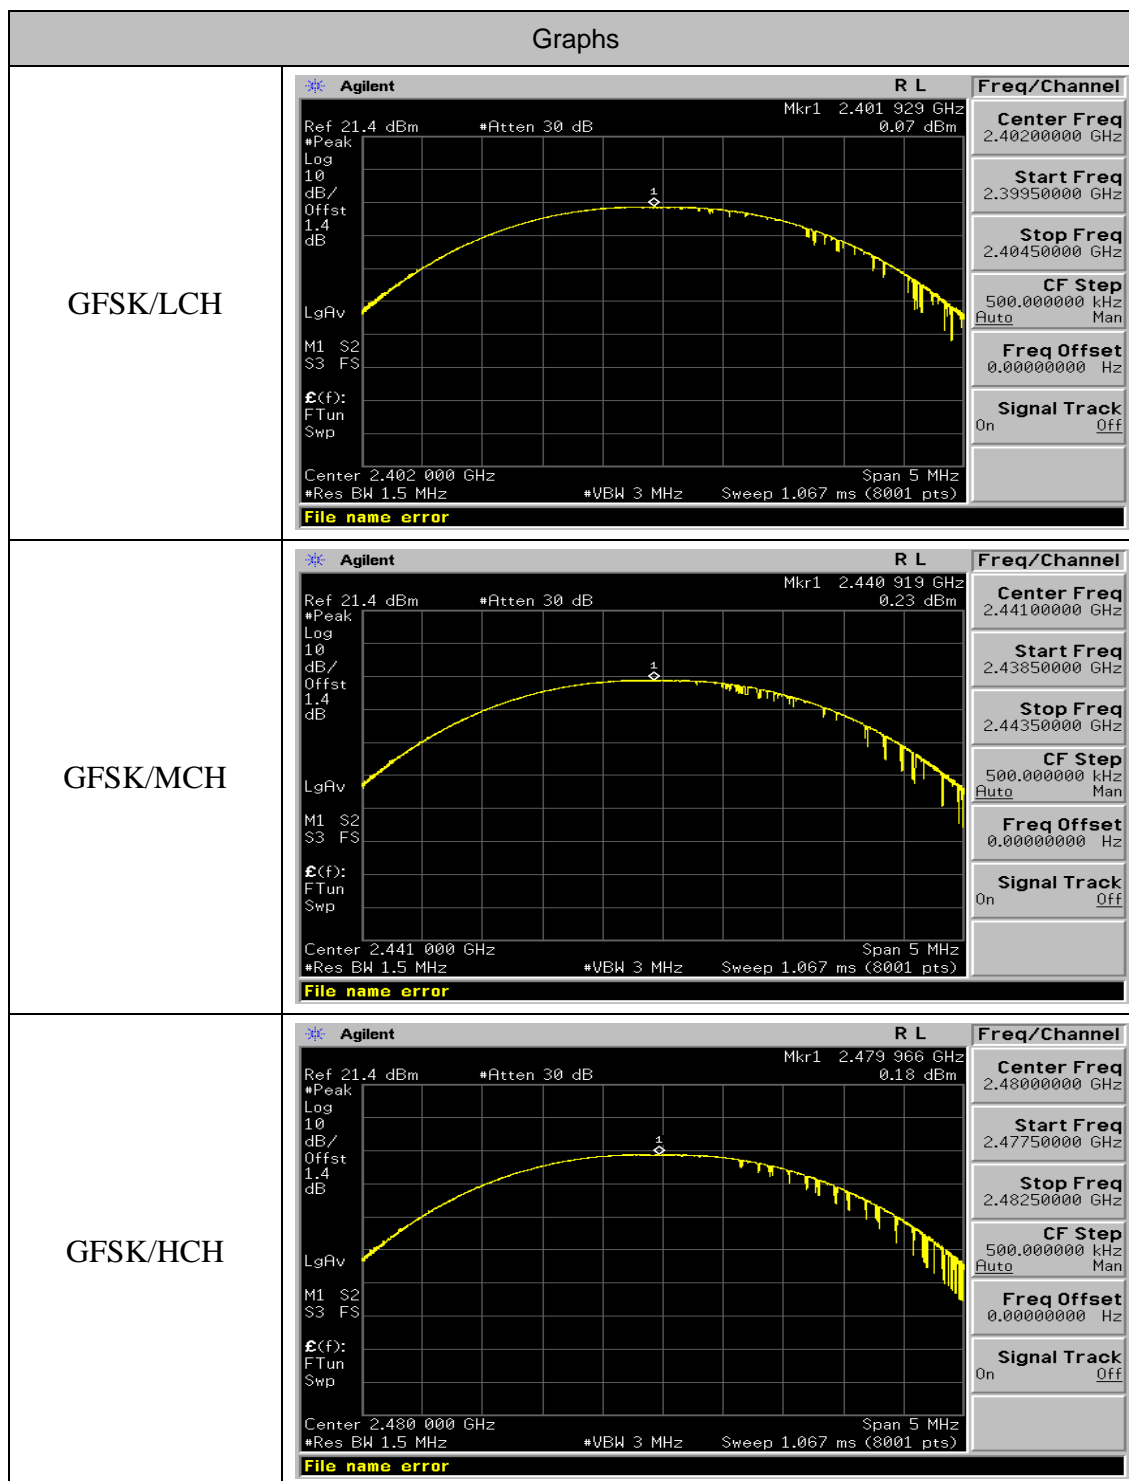 Graphs
GFSK/LCH
Agilent R L Freq/Channel
Mkr1 2.401 929 GHz
Ref 21.4 dBm #Atten 30 dB 0.07 dBm
#Peak
Log
10
dB/
Offst
1.4
dB
LgAv
M1 S2
S3 FS
£(f):
FTun
Swp
Center 2.402 000 GHz Span 5 MHz
#Res BW 1.5 MHz #VBW 3 MHz Sweep 1.067 ms (8001 pts)
File name error
1
Center Freq
2.40200000 GHz
Start Freq
2.39950000 GHz
Stop Freq
2.40450000 GHz
CF Step
500.000000 kHz
Auto Man
Freq Offset
0.00000000 Hz
Signal Track
On Off
GFSK/MCH
Agilent R L Freq/Channel
Mkr1 2.440 919 GHz
Ref 21.4 dBm #Atten 30 dB 0.23 dBm
#Peak
Log
10
dB/
Offst
1.4
dB
LgAv
M1 S2
S3 FS
£(f):
FTun
Swp
Center 2.441 000 GHz Span 5 MHz
#Res BW 1.5 MHz #VBW 3 MHz Sweep 1.067 ms (8001 pts)
File name error
1
Center Freq
2.44100000 GHz
Start Freq
2.43850000 GHz
Stop Freq
2.44350000 GHz
CF Step
500.000000 kHz
Auto Man
Freq Offset
0.00000000 Hz
Signal Track
On Off
GFSK/HCH
Agilent R L Freq/Channel
Mkr1 2.479 966 GHz
Ref 21.4 dBm #Atten 30 dB 0.18 dBm
#Peak
Log
10
dB/
Offst
1.4
dB
LgAv
M1 S2
S3 FS
£(f):
FTun
Swp
Center 2.480 000 GHz Span 5 MHz
#Res BW 1.5 MHz #VBW 3 MHz Sweep 1.067 ms (8001 pts)
File name error
1
Center Freq
2.48000000 GHz
Start Freq
2.47750000 GHz
Stop Freq
2.48250000 GHz
CF Step
500.000000 kHz
Auto Man
Freq Offset
0.00000000 Hz
Signal Track
On Off